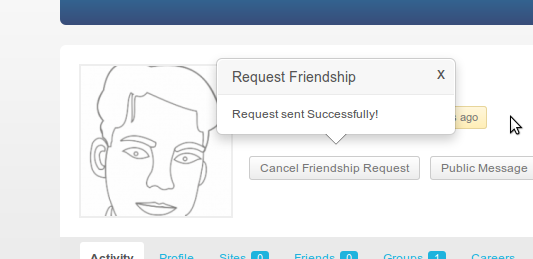 Request Friendship x
Request sent Successfully!
ago
Cancel Friendship Request Public Message
Activity Profile Sites 0 Friends 0 Groups 1 Careers